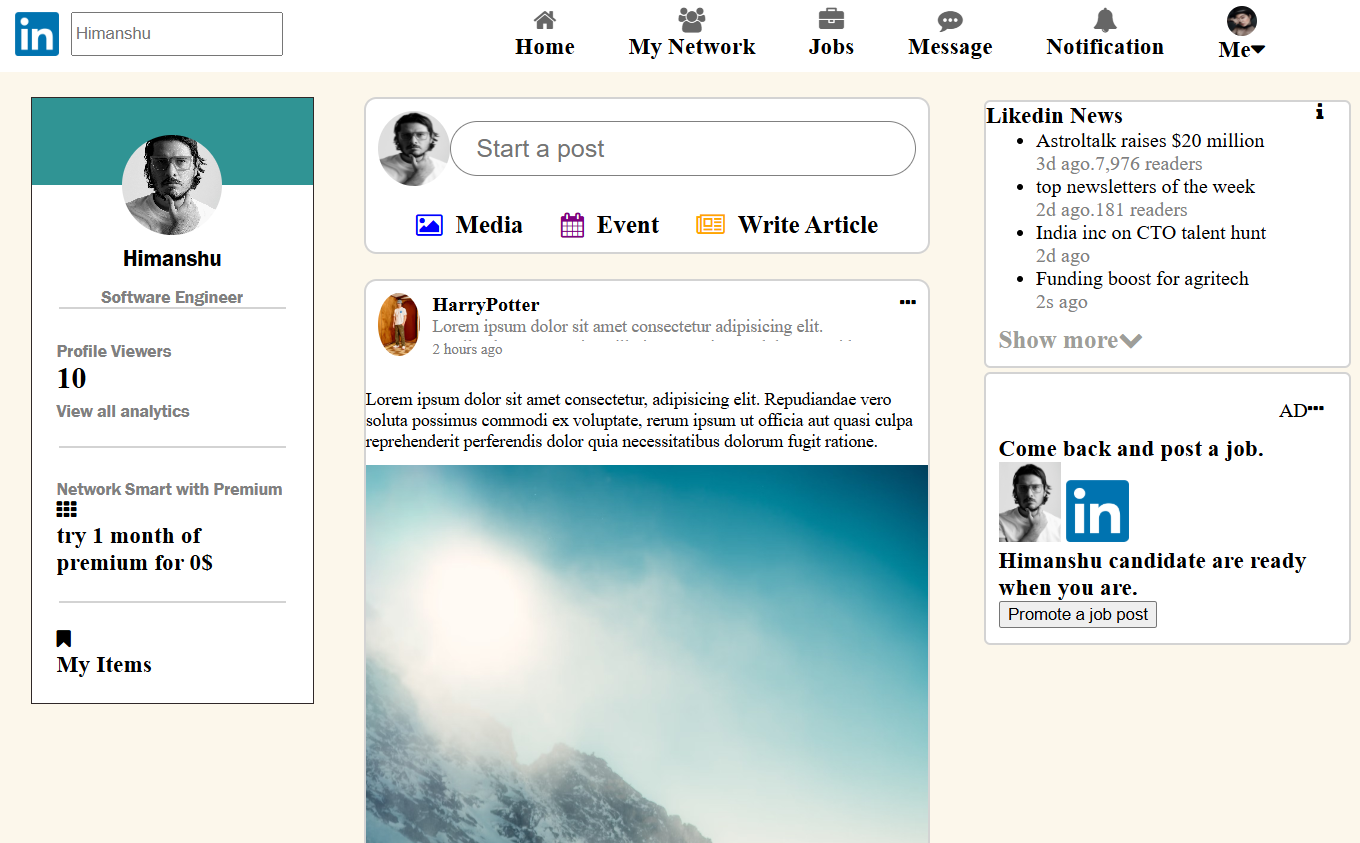 in
Himanshu
Home
My Network
Jobs
Message
Notification
Me
Himanshu
Software Engineer
Profile Viewers
10
View all analytics
Network Smart with Premium
try 1 month of
premium for 0$
My Items
Start a post
Media
Event
Write Article
HarryPotter
Lorem ipsum dolor sit amet consectetur adipisicing elit.
2 hours ago
Lorem ipsum dolor sit amet consectetur, adipisicing elit. Repudiandae vero
soluta possimus commodi ex voluptate, rerum ipsum ut officia aut quasi culpa
reprehenderit perferendis dolor quia necessitatibus dolorum fugit ratione.
Likedin News
Astroltalk raises $20 million
3d ago.7,976 readers
top newsletters of the week
2d ago.181 readers
India inc on CTO talent hunt
2d ago
Funding boost for agritech
2s ago
Show more
AD
Come back and post a job.
in
Himanshu candidate are ready
when you are.
Promote a job post